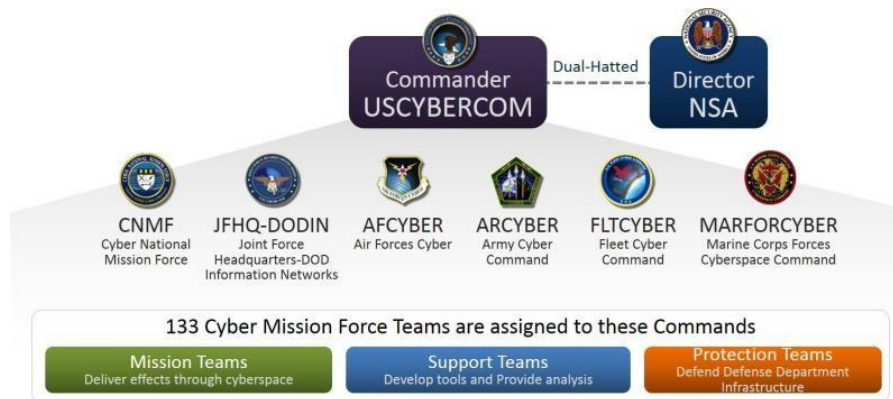 Commander
USCYBERCOM
Dual-Hatted
Director
NSA
CNMF
Cyber National
Mission Force
JFHQ-DODIN
Joint Force
Headquarters-DOD
Information Networks
AFCYBER
Air Forces Cyber
ARCYBER
Army Cyber
Command
FLTCYBER
Fleet Cyber
Command
MARFORCYBER
Marine Corps Forces
Cyberspace Command
133 Cyber Mission Force Teams are assigned to these Commands
Mission Teams
Deliver effects through cyberspace
Support Teams
Develop tools and Provide analysis
Protection Teams
Defend Defense Department
Infrastructure